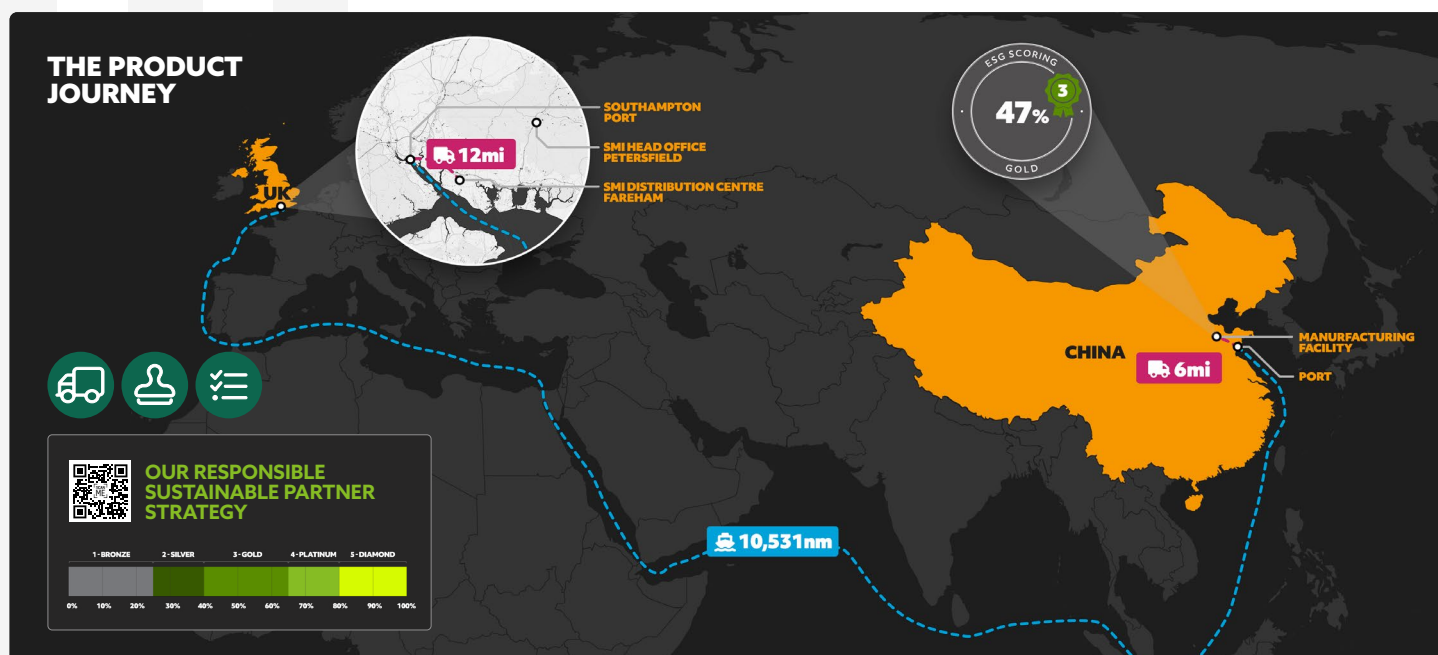 THE PRODUCT
JOURNEY
SOUTHAMPTON
PORT
SMI HEAD OFFICE
PETERSFIELD
SMI DISTRIBUTION CENTRE
FAREHAM
12mi
UK
ESG SCORING
3
47%
GOLD
CHINA
MANURFACTURING
FACILITY
6mi
PORT
10,531nm
SCAN
ME
OUR RESPONSIBLE
SUSTAINABLE PARTNER
STRATEGY
1 - BRONZE 2 - SILVER 3 - GOLD 4 - PLATINUM 5 - DIAMOND
0% 10% 20% 30% 40% 50% 60% 70% 80% 90% 100%